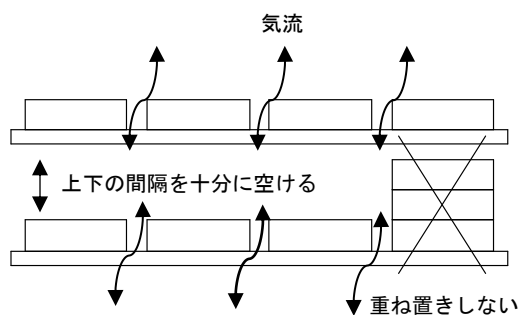 気流
上下の間隔を十分に空ける
重ね置きしない